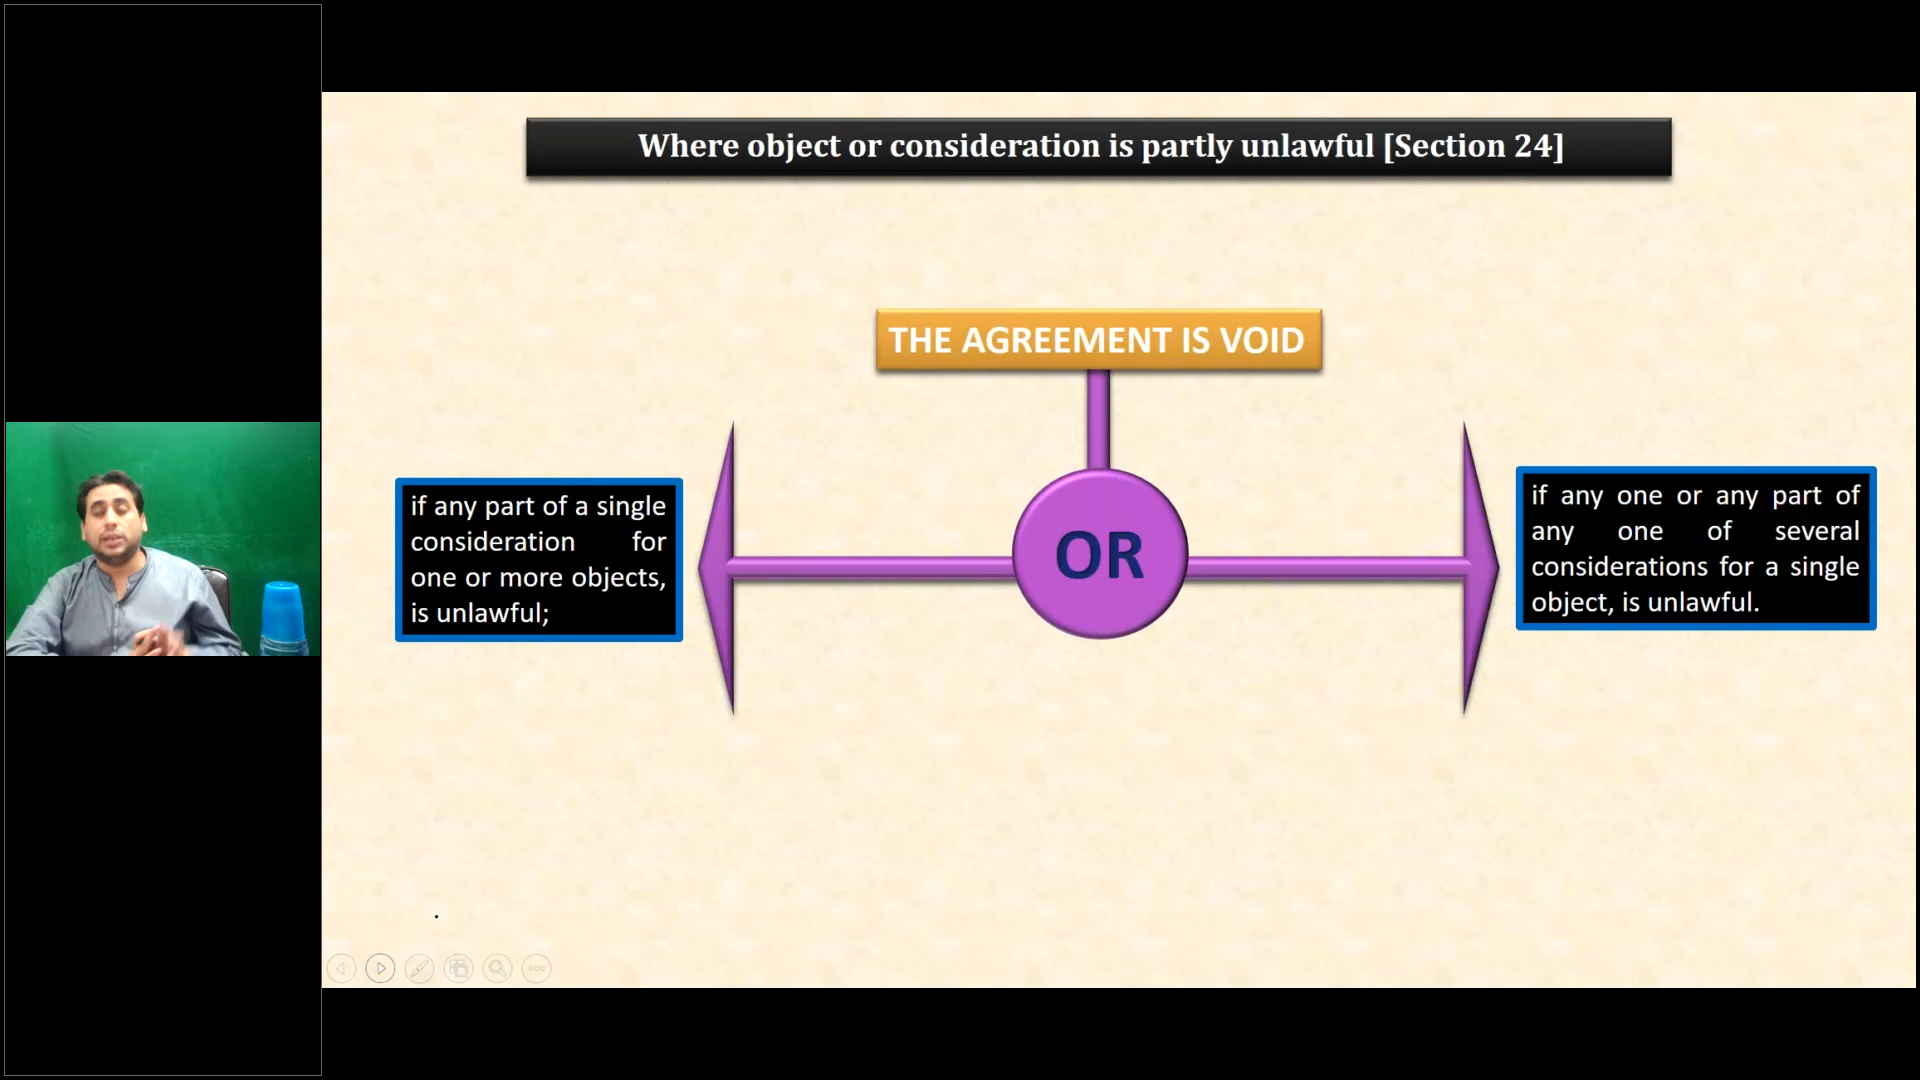 Where object or consideration is partly unlawful [Section 24]
THE AGREEMENT IS VOID
if any part of a single
consideration for
one or more objects,
is unlawful;
OR
if any one or any part of
any one of several
considerations for a single
object, is unlawful.